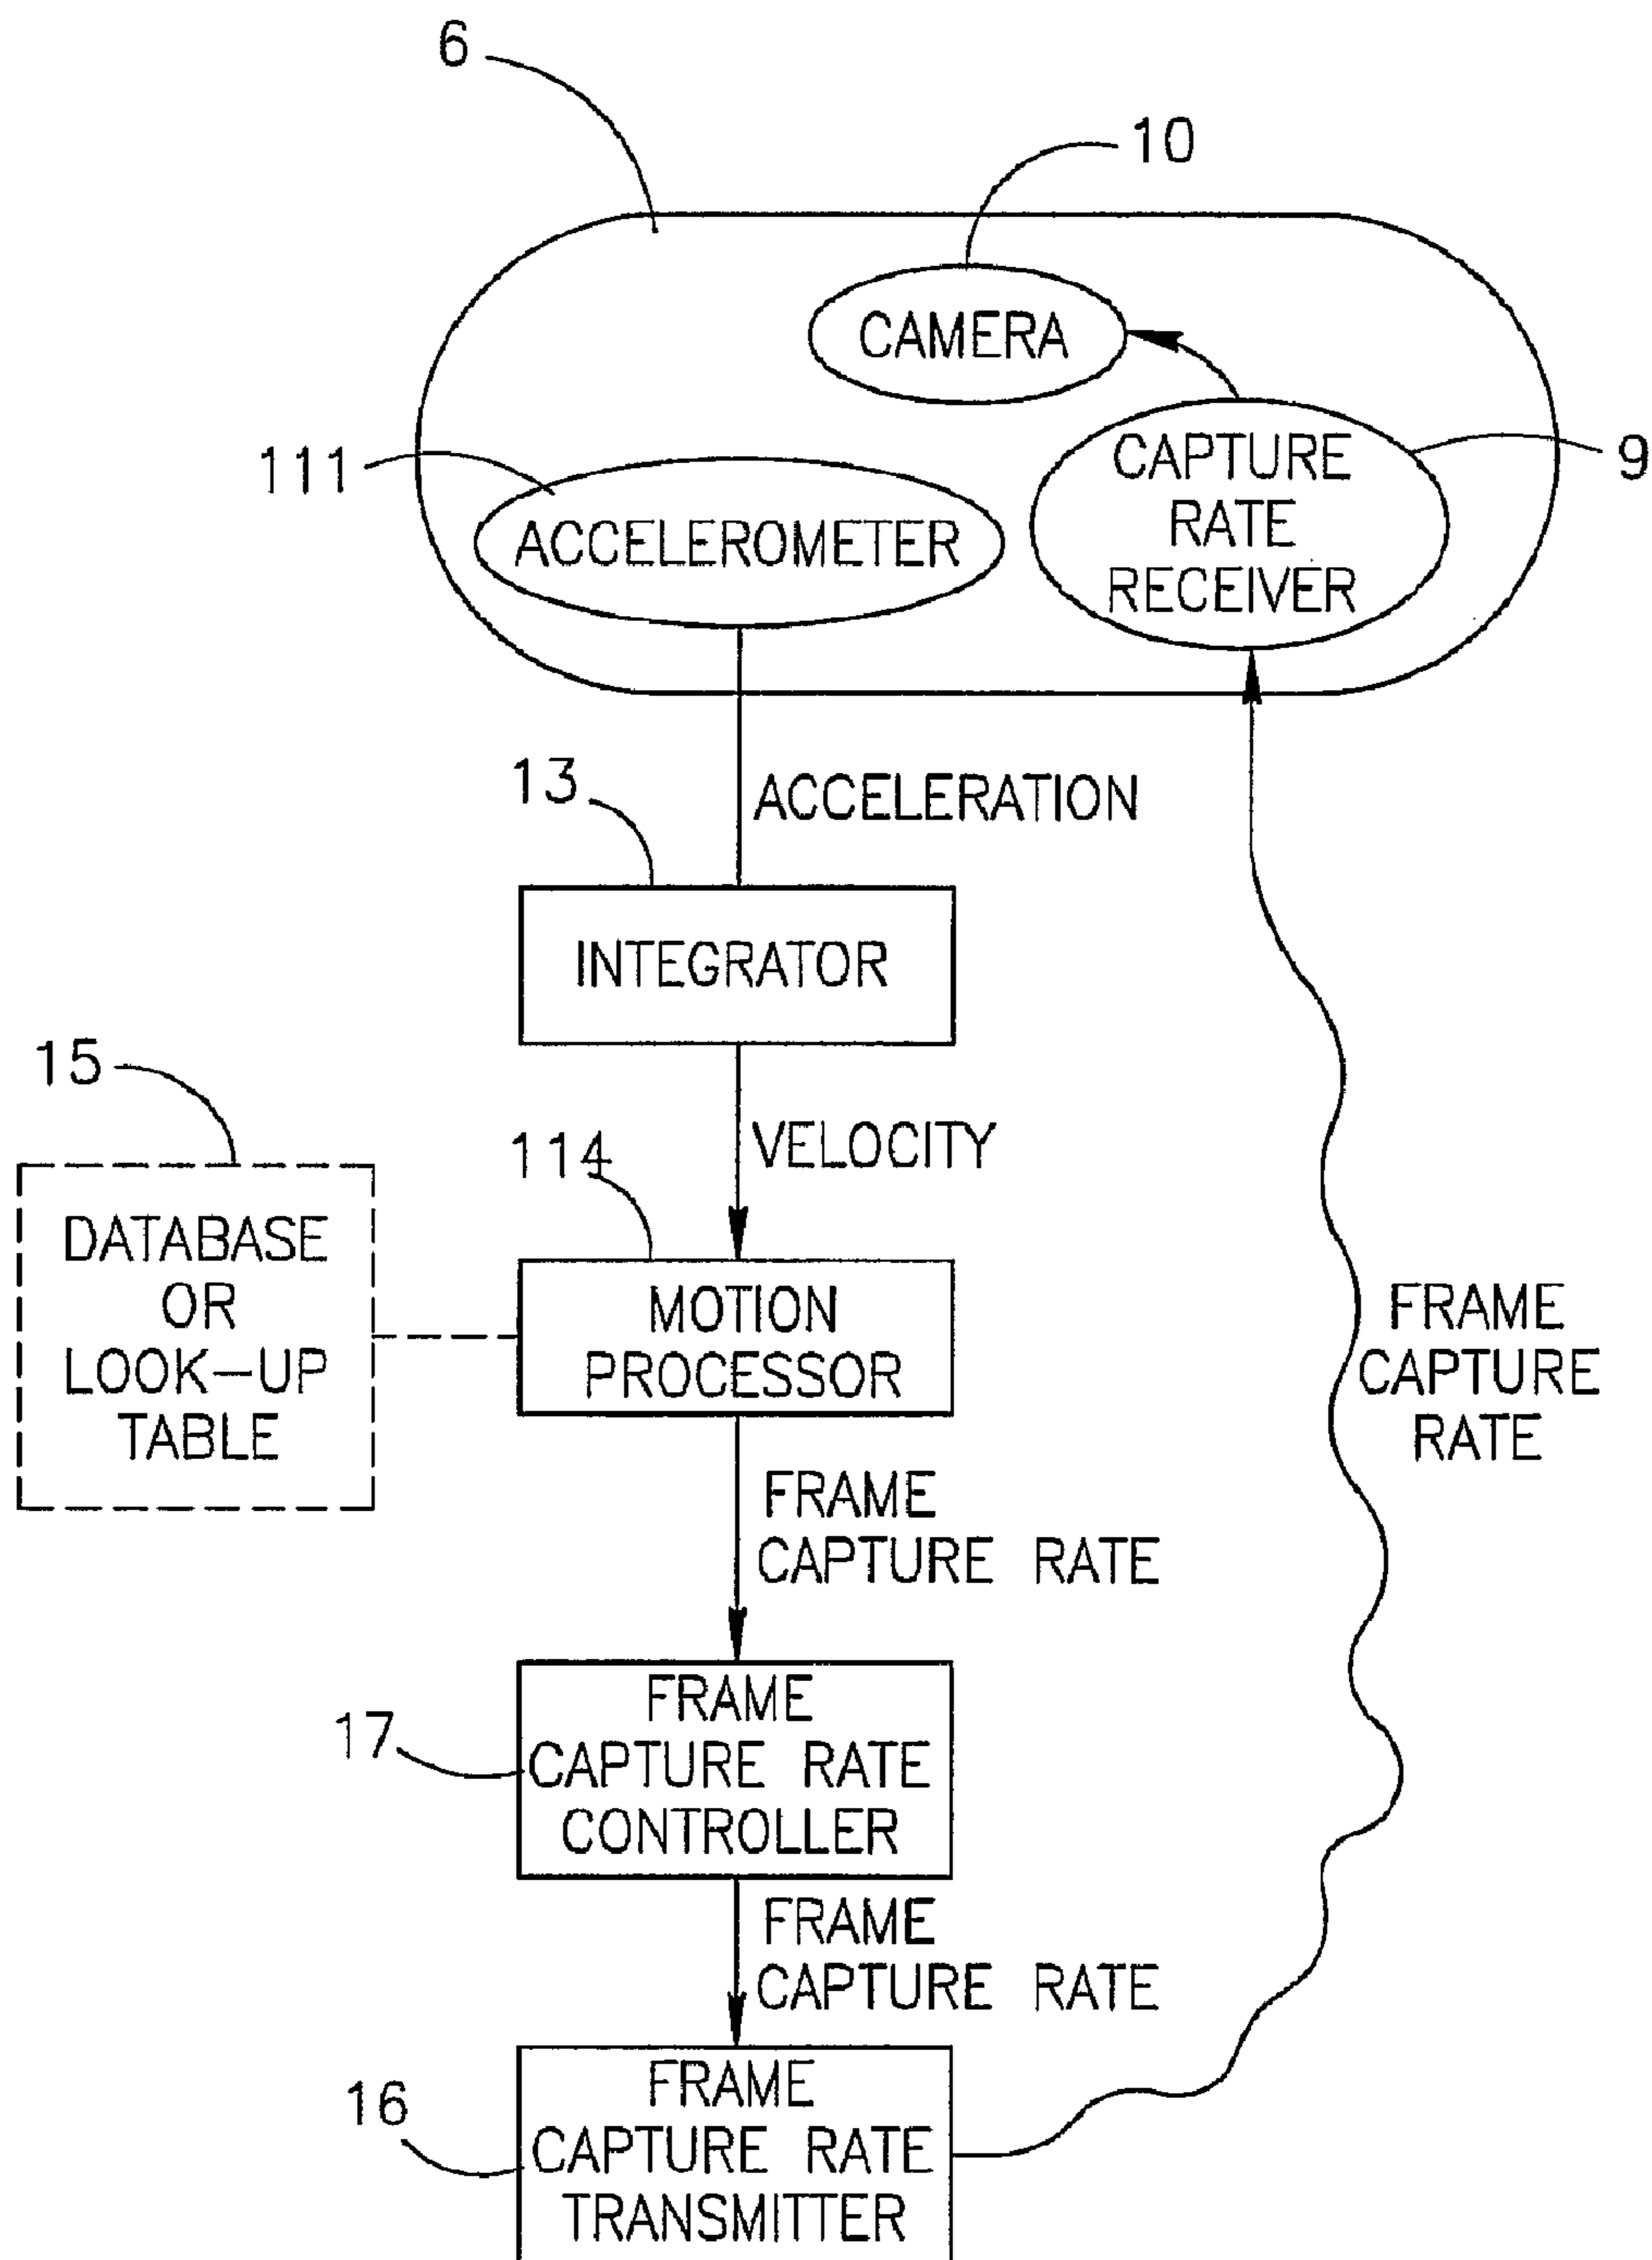 6
10
CAMERA
111
ACCELEROMETER
CAPTURE
RATE
RECEIVER
9
13
ACCELERATION
INTEGRATOR
15
114
VELOCITY
DATABASE
OR
LOOK-UP
TABLE
MOTION
PROCESSOR
FRAME
CAPTURE
RATE
FRAME
CAPTURE RATE
17
FRAME
CAPTURE RATE
CONTROLLER
FRAME
CAPTURE RATE
16
FRAME
CAPTURE RATE
TRANSMITTER